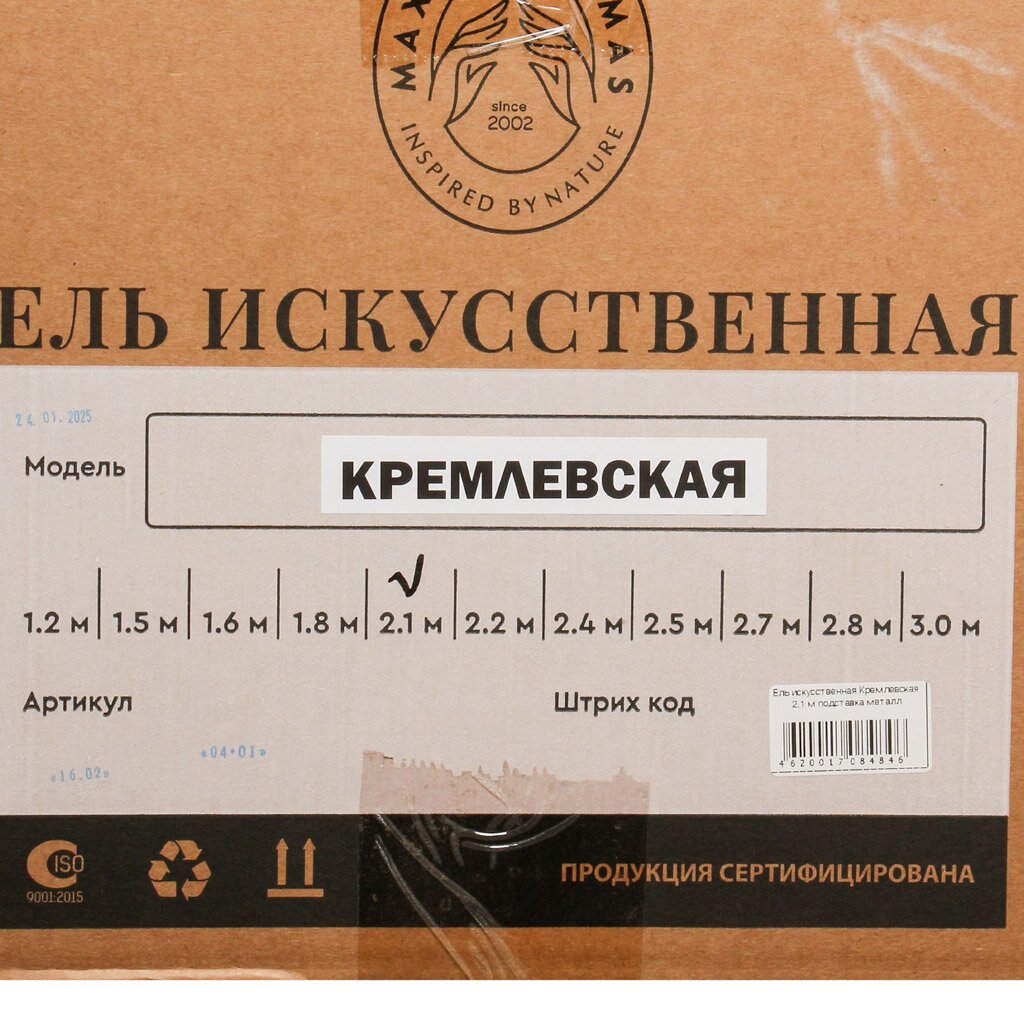 MAX MAS
since
2002
INSPIRED BY NATURE
ЕЛЬ ИСКУССТВЕННАЯ
24.01.2025
Модель
КРЕМЛЕВСКАЯ
1.2 м 1.5 м 1.6 м 1.8 м 2.1 м 2.2 м 2.4 м 2.5 м 2.7 м 2.8 м 3.0 м
Артикул
Штрих код
Ель искусственная Кремлевская
2,1 м подставка металл
4620017084846
«04•01»
«16.02»
ISO
9001:2015
ПРОДУКЦИЯ СЕРТИФИЦИРОВАНА